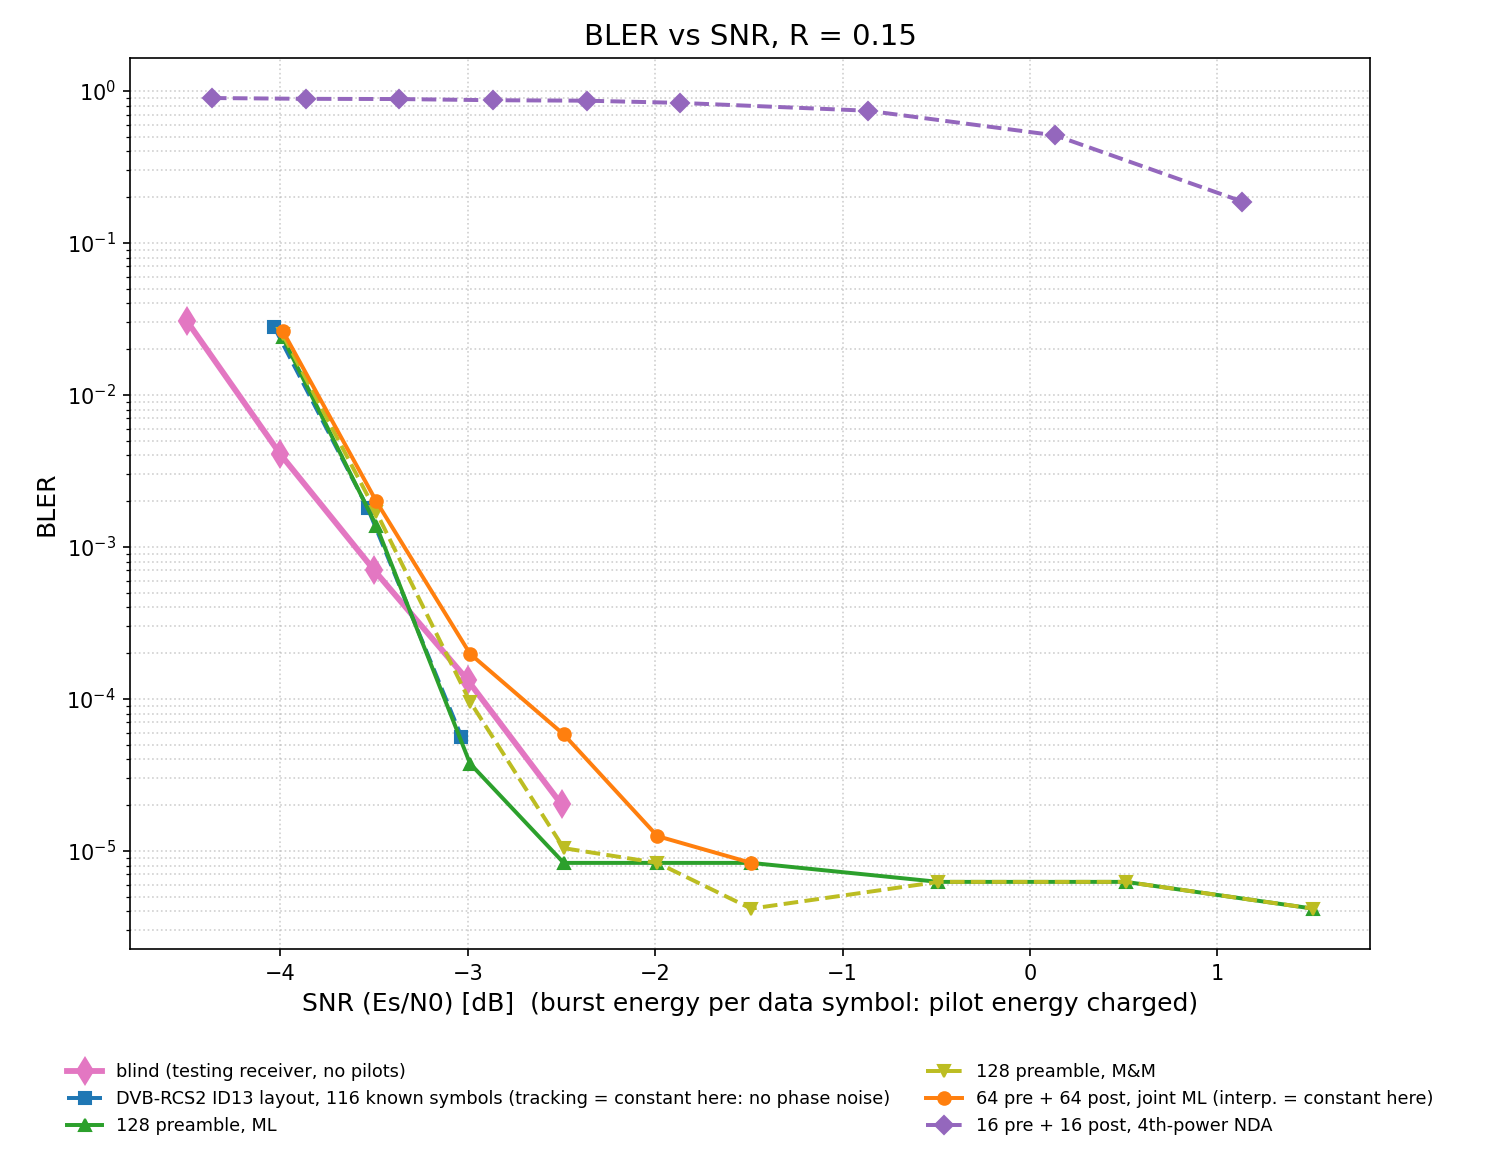 BLER vs SNR, R = 0.15
10⁰
10⁻¹
10⁻²
10⁻³
10⁻⁴
10⁻⁵
BLER
−4 −3 −2 −1 0 1
SNR (Es/N0) [dB]  (burst energy per data symbol: pilot energy charged)
blind (testing receiver, no pilots)
DVB-RCS2 ID13 layout, 116 known symbols (tracking = constant here: no phase noise)
128 preamble, ML
128 preamble, M&M
64 pre + 64 post, joint ML (interp. = constant here)
16 pre + 16 post, 4th-power NDA